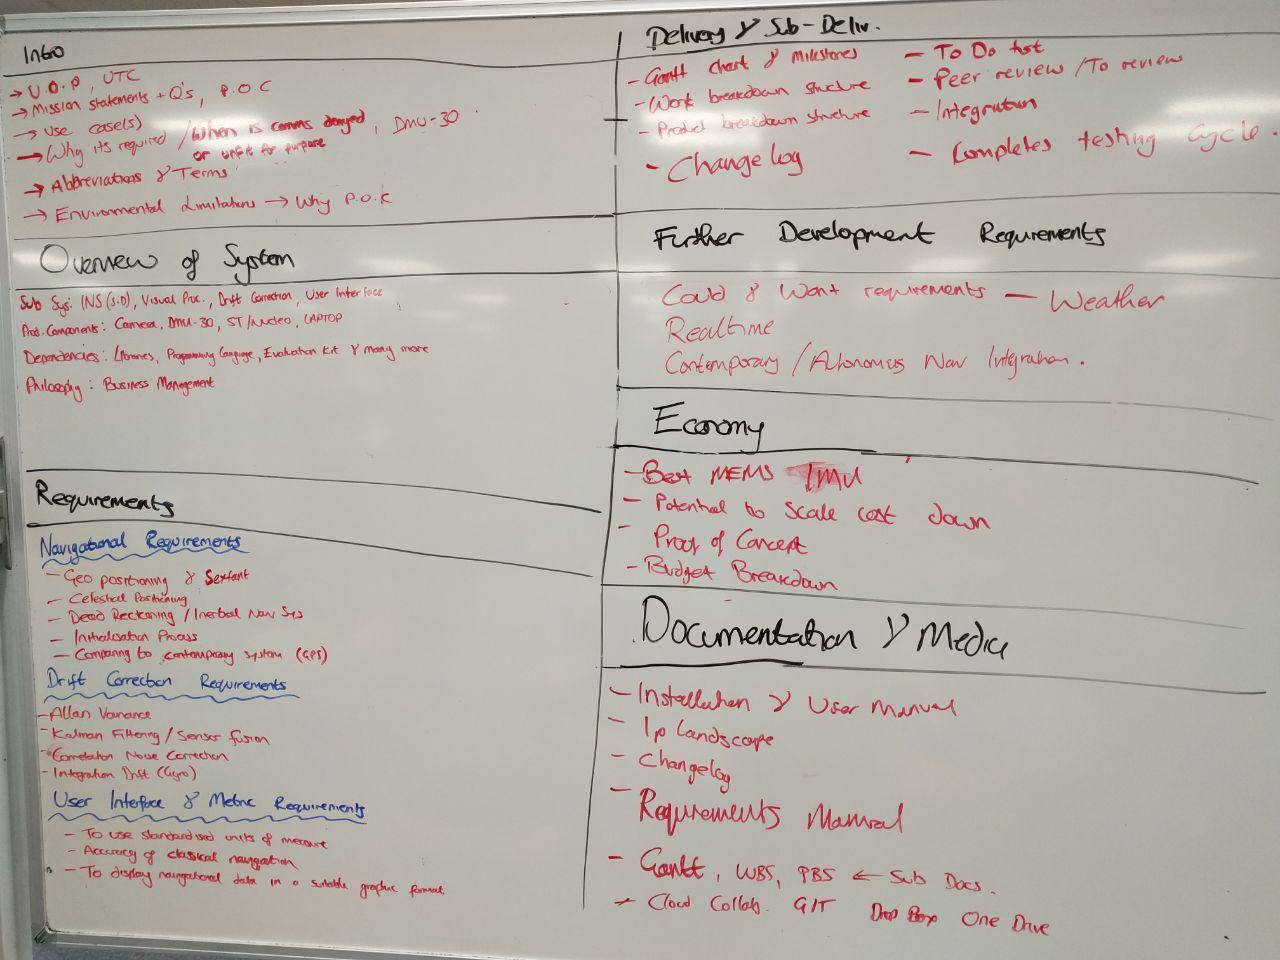 Intro
→ U.O.P, UTC
→ Mission statements + Q's, P.O.C
→ Use case(s)
→ Why its required / When is comms denyed, DMU-30
or unfit for purpose
→ Abbreviations & Terms
→ Environmental Limitations → Why P.O.C
Overview of System
Sub Sys: INS (3.D), Visual Proc., Drift Correction, User Interface
Prod. Components: Camera, DMU-30, ST/Nucleo, LAPTOP
Dependencies: Libraries, Programming Language, Evaluation Kit & many more
Philosophy: Business Management
Requirements
Navigational Requirements
- Geo positioning & Sextant
- Celestial Positioning
- Dead Reckoning / Inertial Nav Sys
- Initialisation Process
- Comparing to contemporary system (GPS)
Drift Correction Requirements
- Allan Variance
- Kalman Filtering / Sensor fusion
- Correlation Noise Correction
- Integration Drift (Gyro)
User Interface & Metric Requirements
- To use standardised units of measure
- Accuracy of classical navigation
- To display navigational data in a suitable graphic format
Delivery & Sub-Deliv.
- Gantt chart & Milestones
- Work breakdown structure
- Product breakdown structure
- Change log
- To Do list
- Peer review / To review
- Integration
- Completes testing cycle.
Further Development Requirements
Could & Wont requirements — Weather
Realtime
Contemporary / Autonomous Nav Integration.
Economy
- Best MEMS IMU
- Potential to scale cost down
- Proof of Concept
- Budget Breakdown
Documentation & Media
- Installation & User Manual
- Ip Landscape
- Changelog
- Requirements Manual
- Gantt, WBS, PBS ← Sub Docs.
- Cloud Collab. GIT Drop Box One Drive